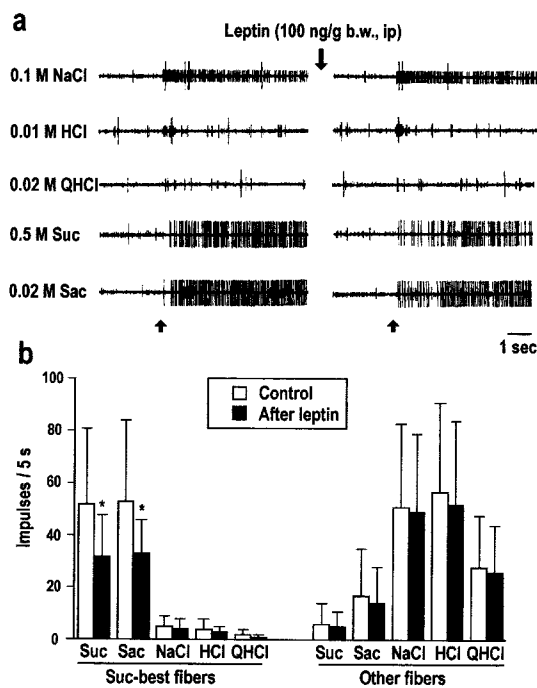 a
Leptin (100 ng/g b.w., ip)
0.1 M NaCl
0.01 M HCl
0.02 M QHCl
0.5 M Suc
0.02 M Sac
1 sec
b
100
80
60
40
20
0
Impulses / 5 s
Control
After leptin
* *
Suc Sac NaCl HCl QHCl Suc Sac NaCl HCl QHCl
Suc-best fibers Other fibers